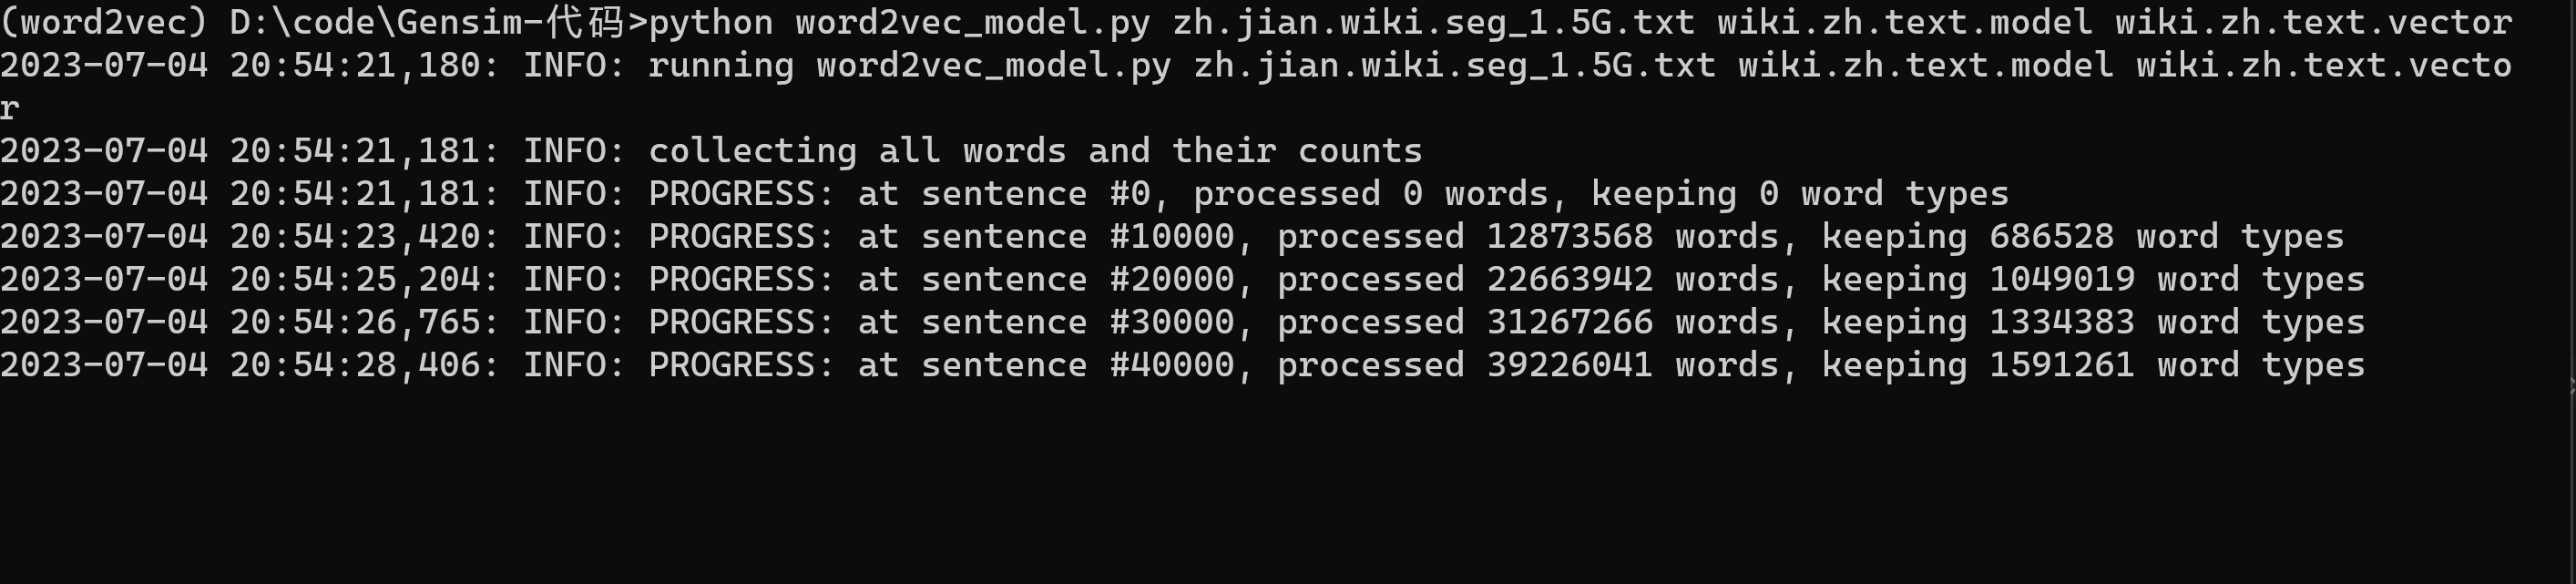 (word2vec) D:\code\Gensim-代码>python word2vec_model.py zh.jian.wiki.seg_1.5G.txt wiki.zh.text.model wiki.zh.text.vector
2023-07-04 20:54:21,180: INFO: running word2vec_model.py zh.jian.wiki.seg_1.5G.txt wiki.zh.text.model wiki.zh.text.vecto
r
2023-07-04 20:54:21,181: INFO: collecting all words and their counts
2023-07-04 20:54:21,181: INFO: PROGRESS: at sentence #0, processed 0 words, keeping 0 word types
2023-07-04 20:54:23,420: INFO: PROGRESS: at sentence #10000, processed 12873568 words, keeping 686528 word types
2023-07-04 20:54:25,204: INFO: PROGRESS: at sentence #20000, processed 22663942 words, keeping 1049019 word types
2023-07-04 20:54:26,765: INFO: PROGRESS: at sentence #30000, processed 31267266 words, keeping 1334383 word types
2023-07-04 20:54:28,406: INFO: PROGRESS: at sentence #40000, processed 39226041 words, keeping 1591261 word types